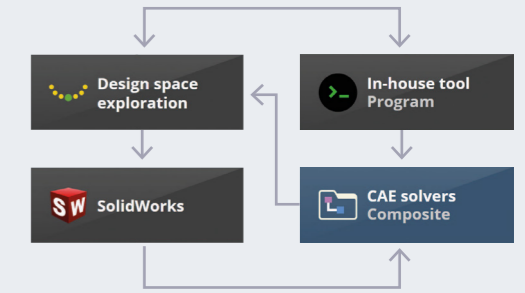 Design space
exploration
In-house tool
Program
>_
SW
SolidWorks
CAE solvers
Composite